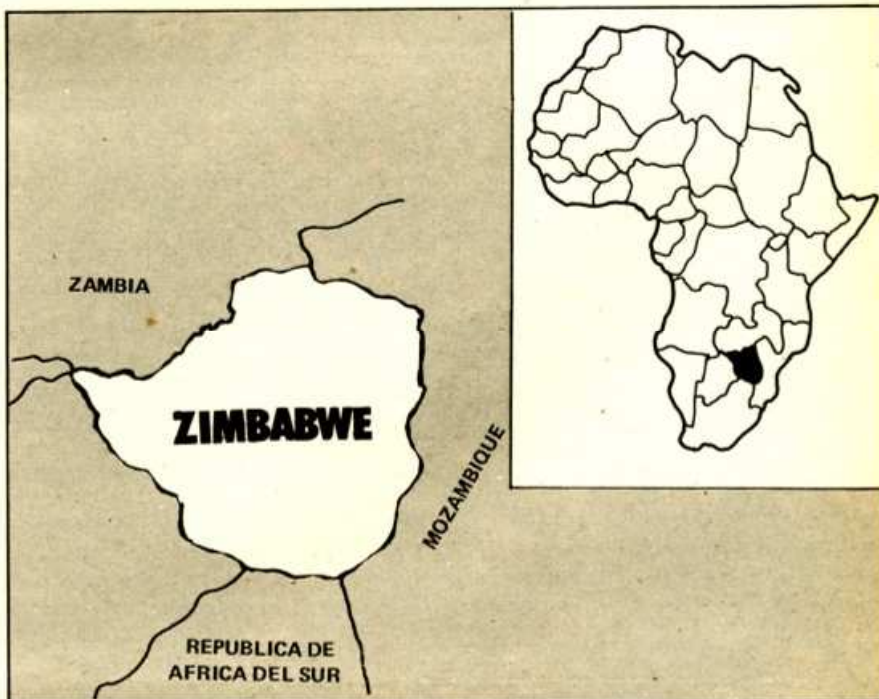 ZAMBIA
ZIMBABWE
MOZAMBIQUE
REPUBLICA DE
AFRICA DEL SUR